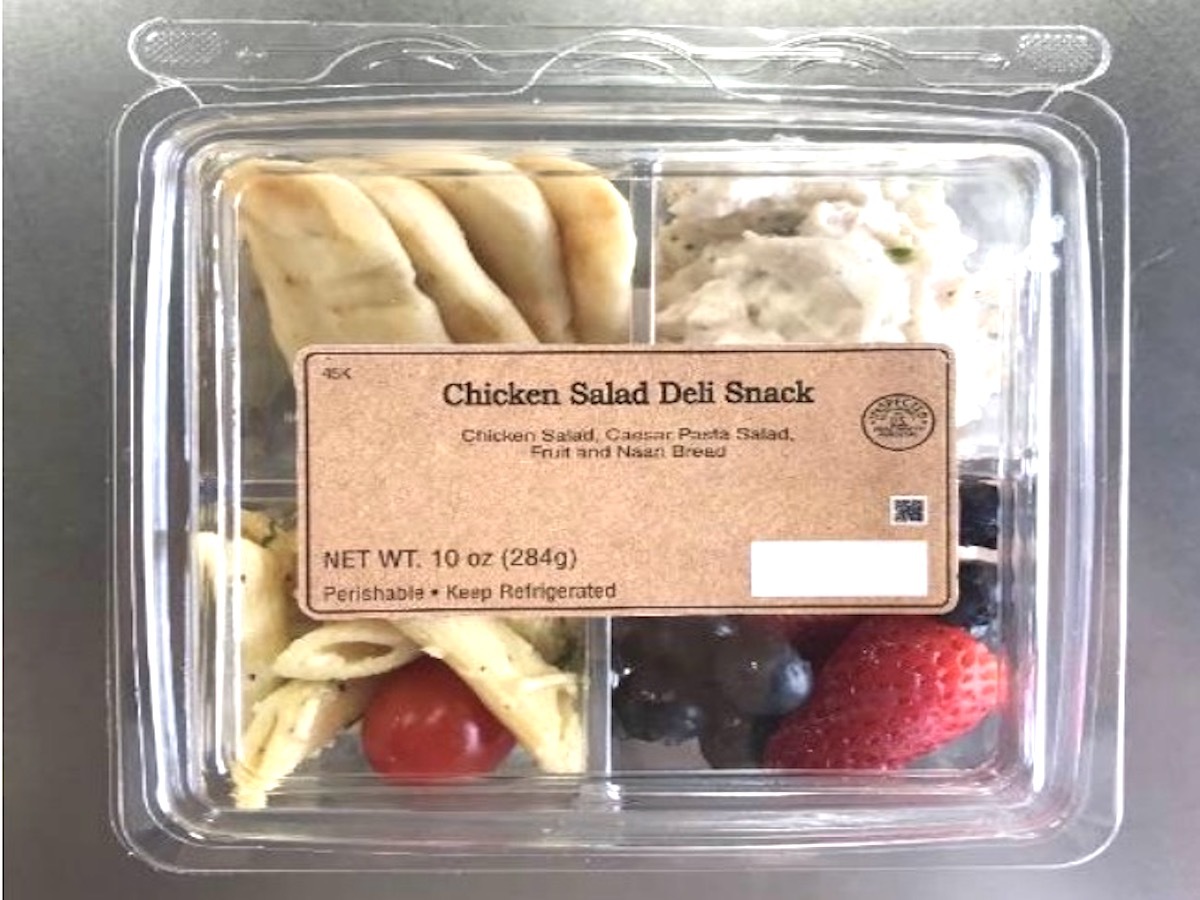 45K
Chicken Salad Deli Snack
Chicken Salad, Caesar Pasta Salad,
Fruit and Naan Bread
NET WT. 10 oz (284g)
Perishable • Keep Refrigerated